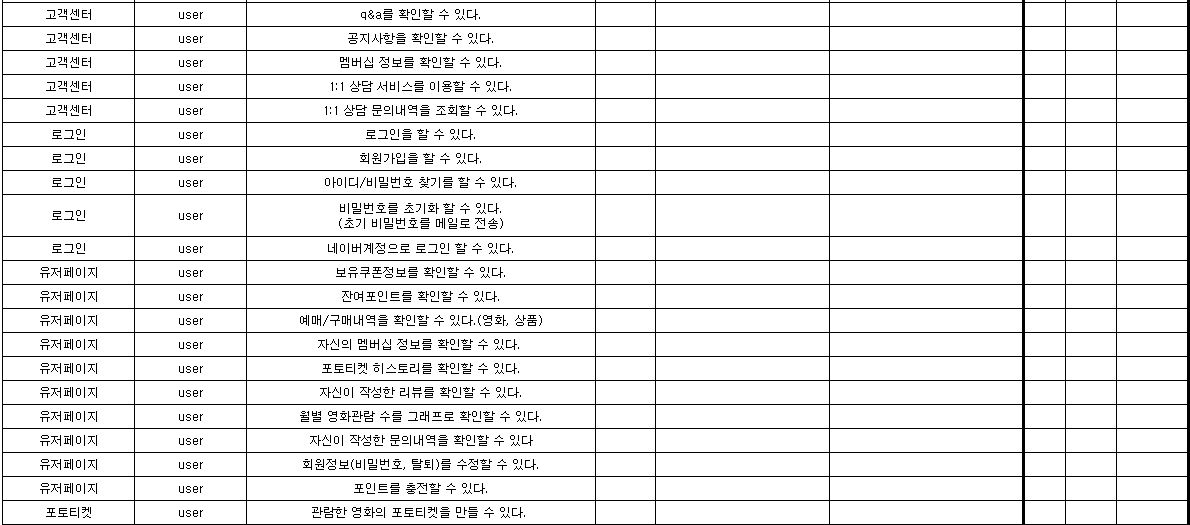 고객센터 user q&a를 확인할 수 있다.
고객센터 user 공지사항을 확인할 수 있다.
고객센터 user 멤버십 정보를 확인할 수 있다.
고객센터 user 1:1 상담 서비스를 이용할 수 있다.
고객센터 user 1:1 상담 문의내역을 조회할 수 있다.
로그인 user 로그인을 할 수 있다.
로그인 user 회원가입을 할 수 있다.
로그인 user 아이디/비밀번호 찾기를 할 수 있다.
로그인 user 비밀번호를 초기화 할 수 있다.
(초기 비밀번호를 메일로 전송)
로그인 user 네이버계정으로 로그인 할 수 있다.
유저페이지 user 보유쿠폰정보를 확인할 수 있다.
유저페이지 user 잔여포인트를 확인할 수 있다.
유저페이지 user 예매/구매내역을 확인할 수 있다.(영화, 상품)
유저페이지 user 자신의 멤버십 정보를 확인할 수 있다.
유저페이지 user 포토티켓 히스토리를 확인할 수 있다.
유저페이지 user 자신이 작성한 리뷰를 확인할 수 있다.
유저페이지 user 월별 영화관람 수를 그래프로 확인할 수 있다.
유저페이지 user 자신이 작성한 문의내역을 확인할 수 있다
유저페이지 user 회원정보(비밀번호, 탈퇴)를 수정할 수 있다.
유저페이지 user 포인트를 충전할 수 있다.
포토티켓 user 관람한 영화의 포토티켓을 만들 수 있다.